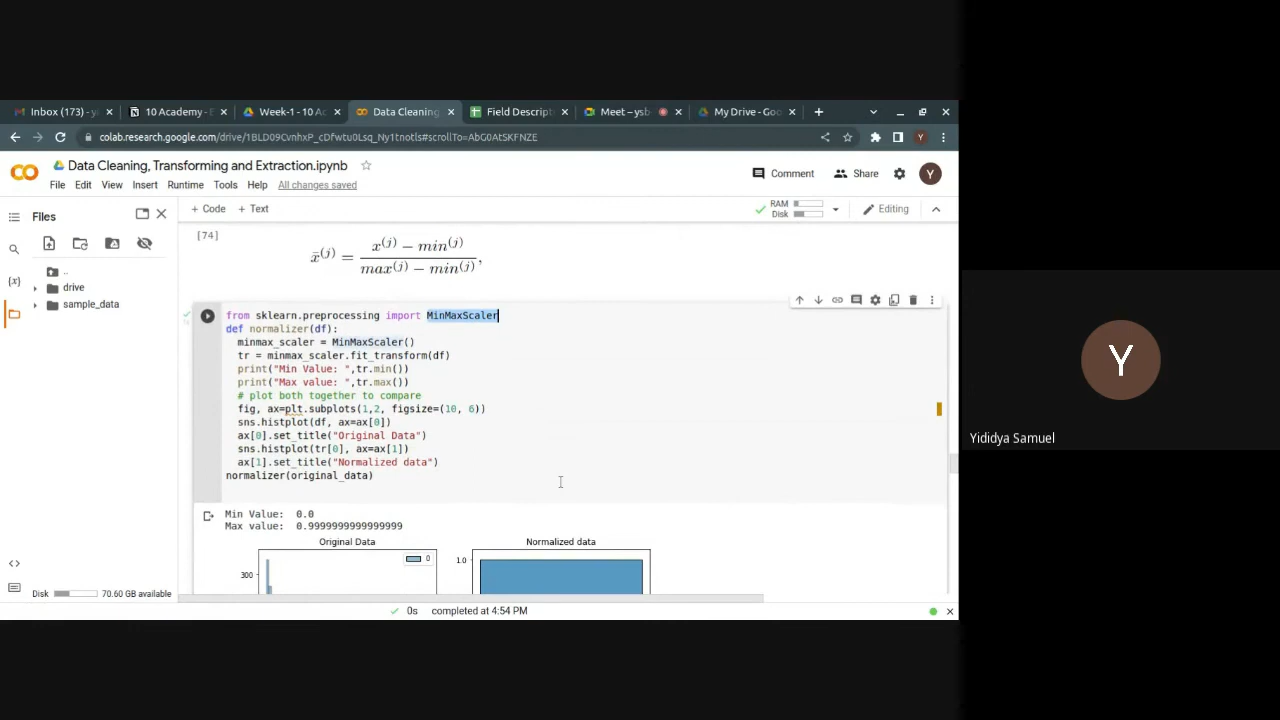 Inbox (173) - y
10 Academy - E
Week-1 - 10 Ac
Data Cleaning,
Field Descript
Meet – ysb
My Drive - Goo
colab.research.google.com/drive/1BLD09CvnhxP_cDfwtu0Lsq_Ny1tnotls#scrollTo=AbG0AtSKFNZE
Data Cleaning, Transforming and Extraction.ipynb
Comment
Share
Y
File Edit View Insert Runtime Tools Help All changes saved
Files
+ Code + Text
RAM
Disk
Editing
..
drive
sample_data
[74]
x̄^(j) = (x^(j) − min^(j)) / (max^(j) − min^(j)),
from sklearn.preprocessing import MinMaxScaler
def normalizer(df):
minmax_scaler = MinMaxScaler()
tr = minmax_scaler.fit_transform(df)
print("Min Value: ",tr.min())
print("Max value: ",tr.max())
# plot both together to compare
fig, ax=plt.subplots(1,2, figsize=(10, 6))
sns.histplot(df, ax=ax[0])
ax[0].set_title("Original Data")
sns.histplot(tr[0], ax=ax[1])
ax[1].set_title("Normalized data")
normalizer(original_data)
Min Value: 0.0
Max value: 0.9999999999999999
Original Data
Normalized data
0
1.0
300
Disk
70.60 GB available
0s completed at 4:54 PM
Y
Yididya Samuel